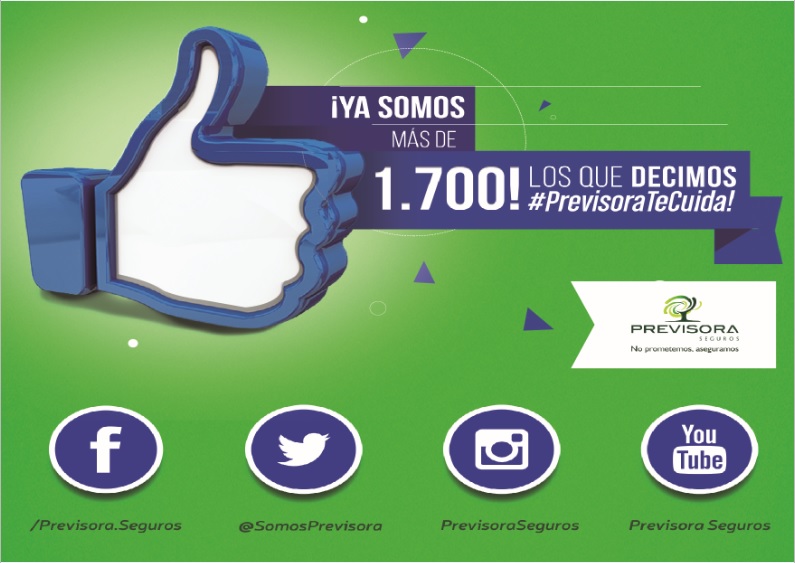 ¡YA SOMOS
MÁS DE
1.700! LOS QUE DECIMOS
#PrevisoraTeCuida!
PREVISORA
SEGUROS
No prometemos, aseguramos
f
You
Tube
/Previsora.Seguros
@SomosPrevisora
PrevisoraSeguros
Previsora Seguros